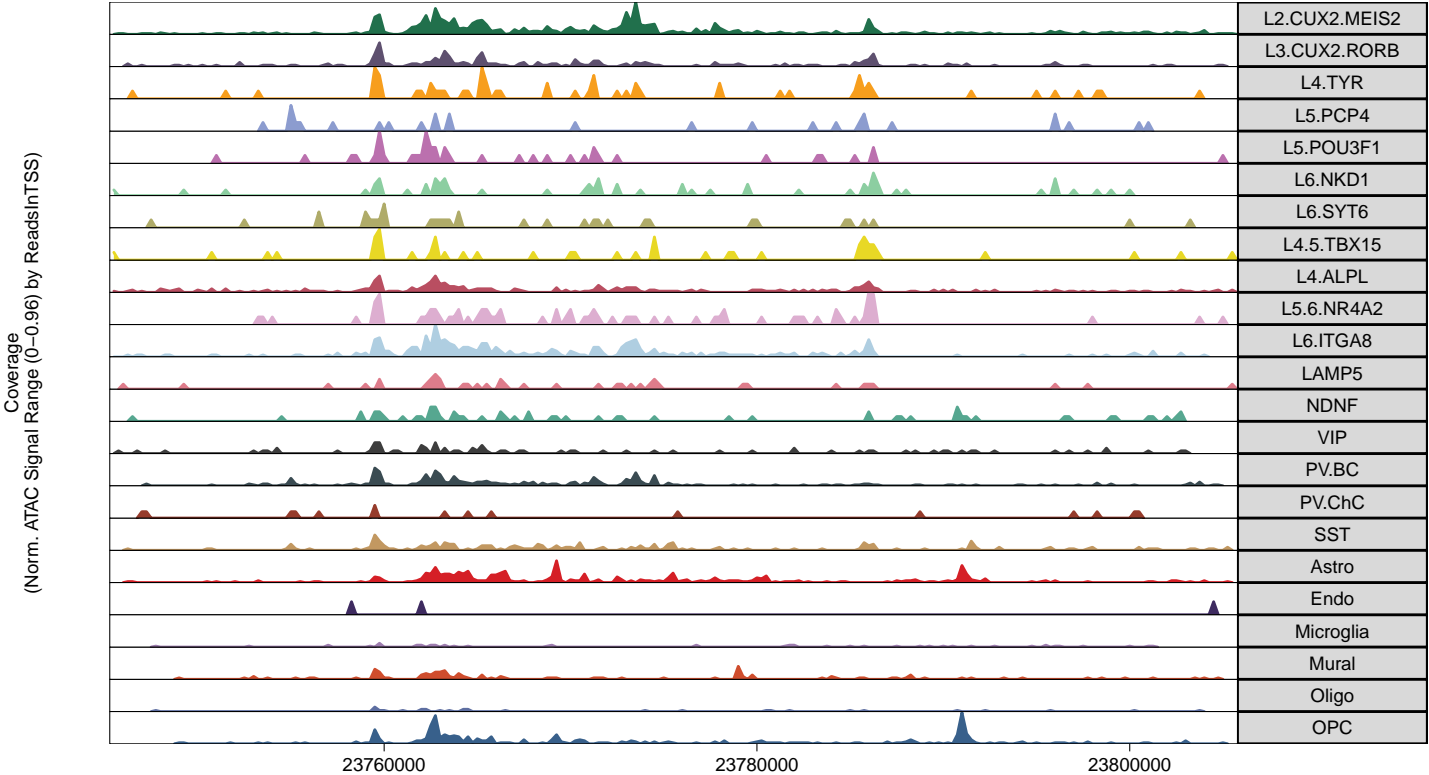 L2.CUX2.MEIS2
L3.CUX2.RORB
L4.TYR
L5.PCP4
L5.POU3F1
L6.NKD1
L6.SYT6
L4.5.TBX15
L4.ALPL
L5.6.NR4A2
L6.ITGA8
LAMP5
NDNF
VIP
PV.BC
PV.ChC
SST
Astro
Endo
Microglia
Mural
Oligo
OPC
Coverage
(Norm. ATAC Signal Range (0−0.96) by ReadsInTSS)
23760000 23780000 23800000